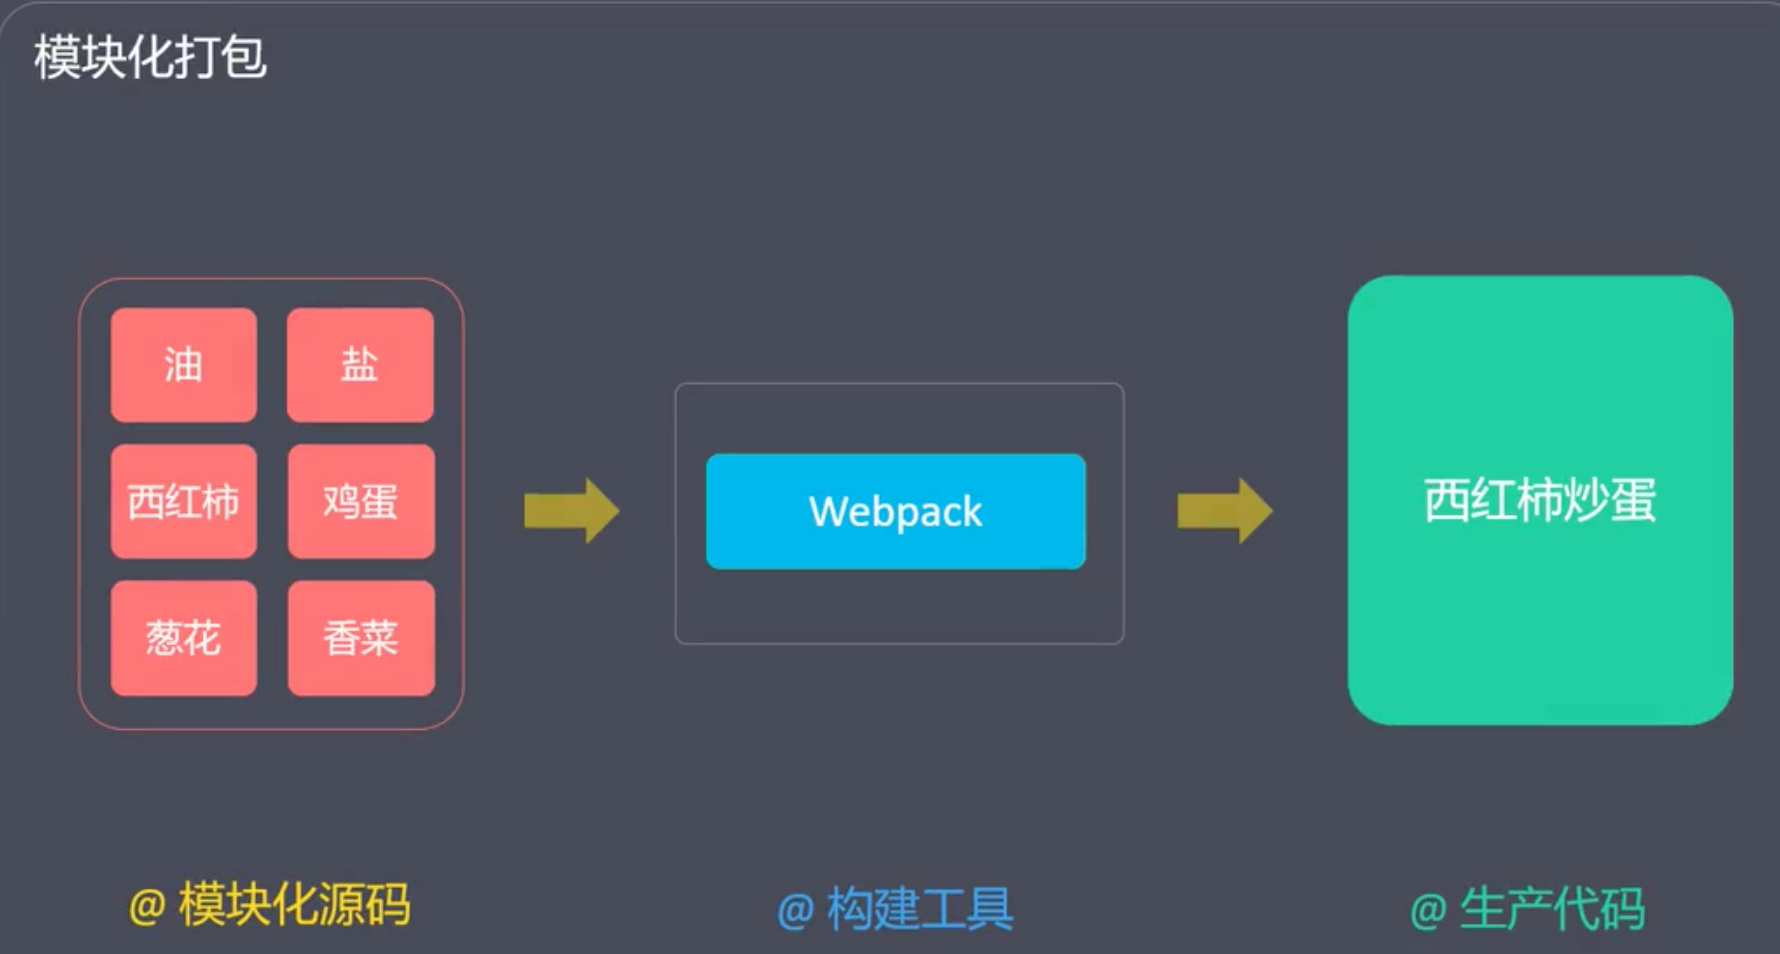 模块化打包
油
盐
西红柿
鸡蛋
葱花
香菜
Webpack
西红柿炒蛋
@ 模块化源码
@ 构建工具
@ 生产代码